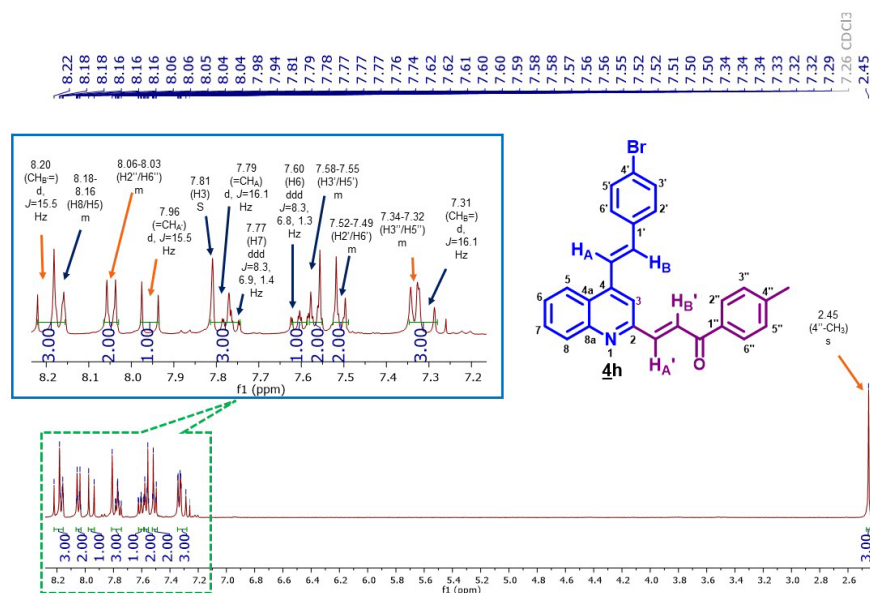 8.22
8.18
8.18
8.16
8.16
8.16
8.06
8.06
8.05
8.04
8.04
7.98
7.94
7.81
7.79
7.78
7.77
7.77
7.77
7.76
7.74
7.62
7.62
7.61
7.60
7.60
7.59
7.58
7.58
7.57
7.56
7.55
7.52
7.52
7.51
7.50
7.50
7.34
7.34
7.33
7.32
7.32
7.29
7.26 CDCl3
2.45
8.20
(CHB'=)
d,
J=15.5
Hz
8.18-
8.16
(H8/H5)
m
8.06-8.03
(H2''/H6'')
m
7.96
(=CHA')
d, J=15.5
Hz
7.81
(H3)
S
7.79
(=CHA)
d, J=16.1
Hz
7.77
(H7)
ddd
J=8.3,
6.9, 1.4
Hz
7.60
(H6)
ddd
J=8.3,
6.8, 1.3
Hz
7.58-7.55
(H3'/H5')
m
7.52-7.49
(H2'/H6')
m
7.34-7.32
(H3''/H5'')
m
7.31
(CHB=)
d,
J=16.1
Hz
3.00
2.00
1.00
3.00
1.00
2.00
2.00
3.00
8.2 8.1 8.0 7.9 7.8 7.7 7.6 7.5 7.4 7.3 7.2
f1 (ppm)
Br
4'
5' 3'
6' 2'
1'
HA
HB
5 4
6 4a 3
7 8a 2
8 N
1
HB'
HA'
O
1''
2'' 3''
4''
5''
6''
4h
2.45
(4''-CH3)
s
3.00
2.00
1.00
3.00
1.00
2.00
2.00
3.00
3.00
8.2 8.0 7.8 7.6 7.4 7.2 7.0 6.8 6.6 6.4 6.2 6.0 5.8 5.6 5.4 5.2 5.0 4.8 4.6 4.4 4.2 4.0 3.8 3.6 3.4 3.2 3.0 2.8 2.6
f1 (ppm)